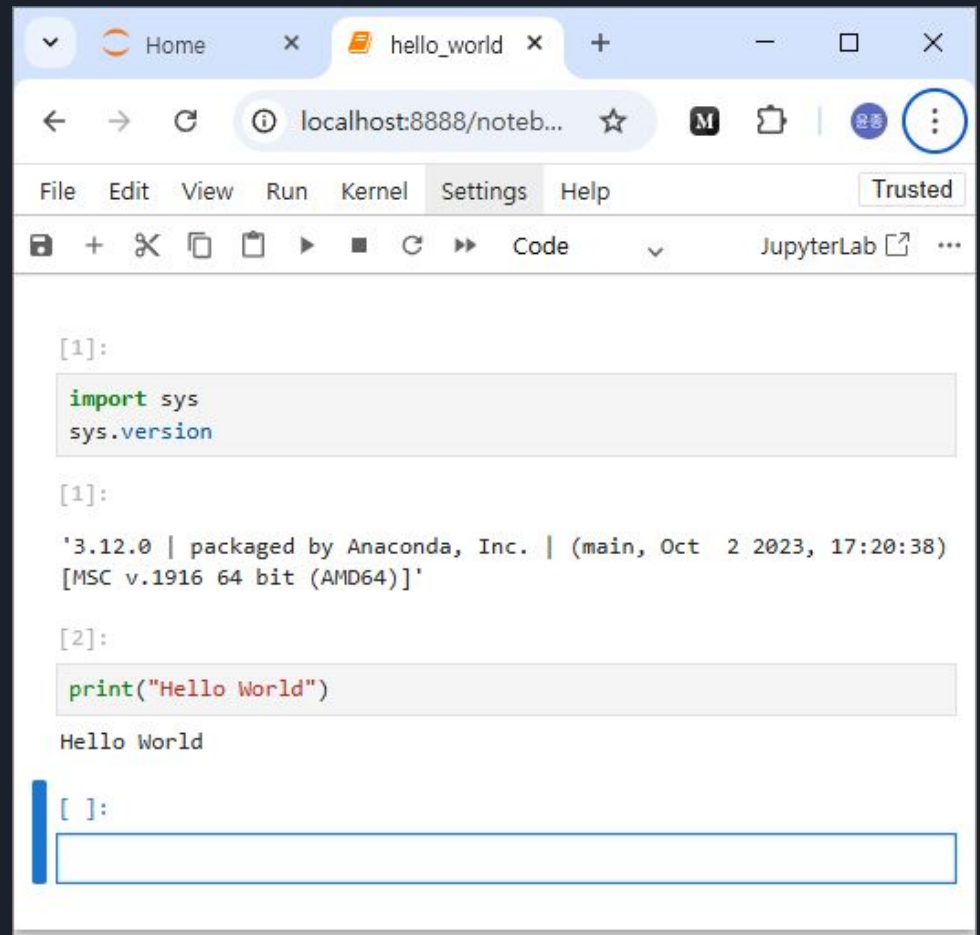 Home
hello_world
localhost:8888/noteb...
M
윤종
File Edit View Run Kernel Settings Help
Trusted
Code
JupyterLab
[1]:
import sys
sys.version
[1]:
'3.12.0 | packaged by Anaconda, Inc. | (main, Oct  2 2023, 17:20:38)
[MSC v.1916 64 bit (AMD64)]'
[2]:
print("Hello World")
Hello World
[ ]: